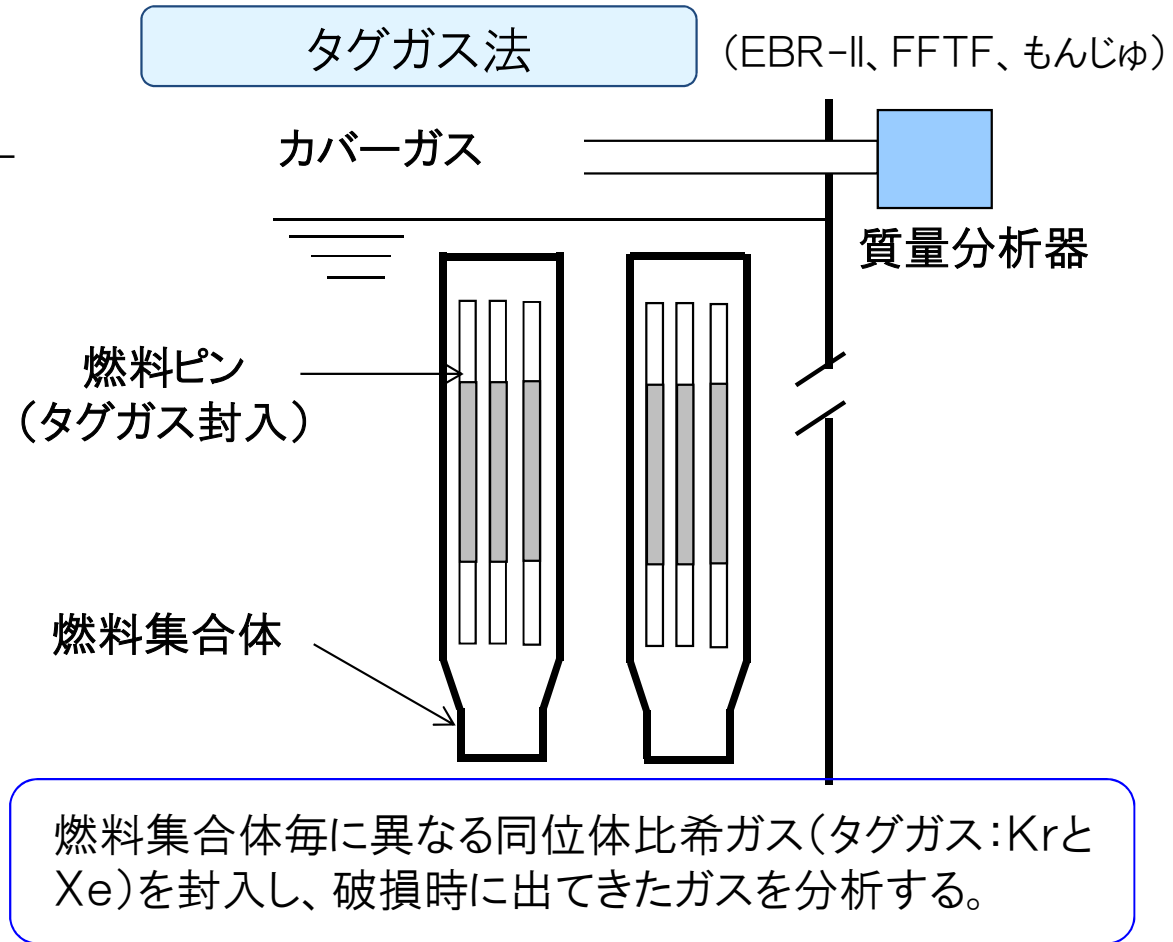 タグガス法
（EBR-Ⅱ、FFTF、もんじゅ）
カバーガス
質量分析器
燃料ピン
（タグガス封入）
燃料集合体
燃料集合体毎に異なる同位体比希ガス（タグガス：Krと
Xe）を封入し、破損時に出てきたガスを分析する。